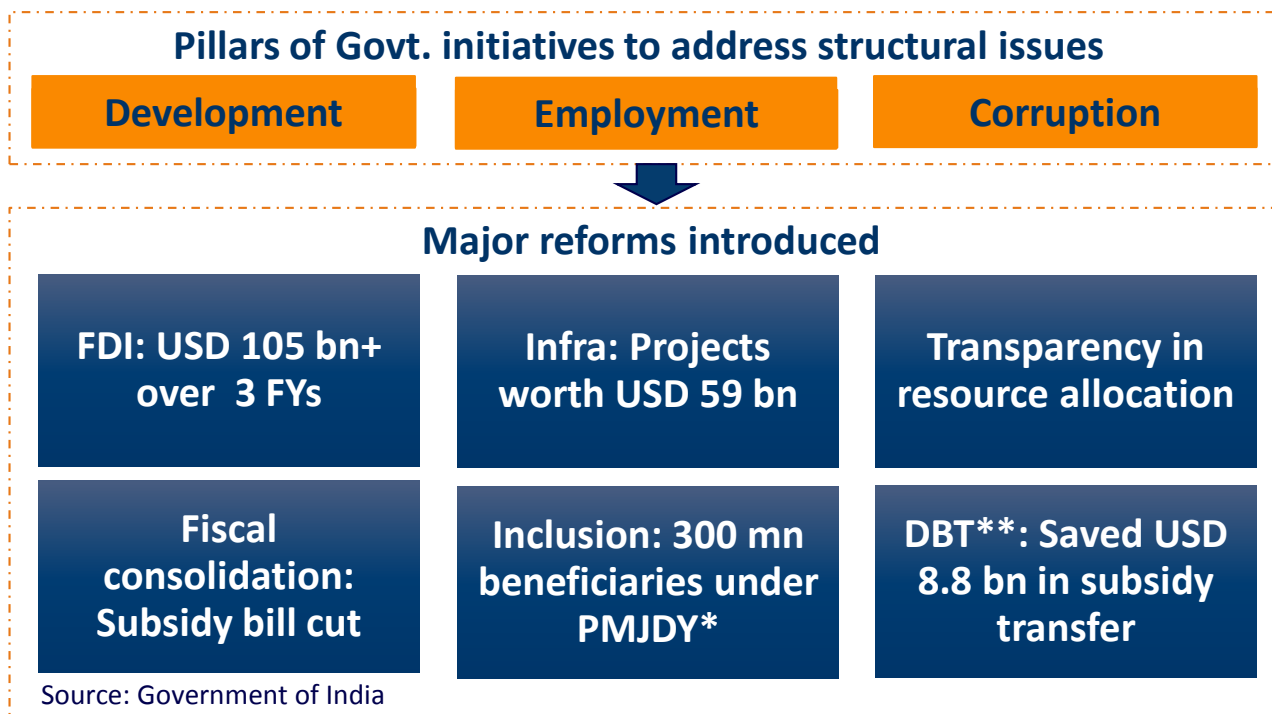 Pillars of Govt. initiatives to address structural issues
Development
Employment
Corruption
Major reforms introduced
FDI: USD 105 bn+
over 3 FYs
Infra: Projects
worth USD 59 bn
Transparency in
resource allocation
Fiscal
consolidation:
Subsidy bill cut
Inclusion: 300 mn
beneficiaries under
PMJDY*
DBT**: Saved USD
8.8 bn in subsidy
transfer
Source: Government of India